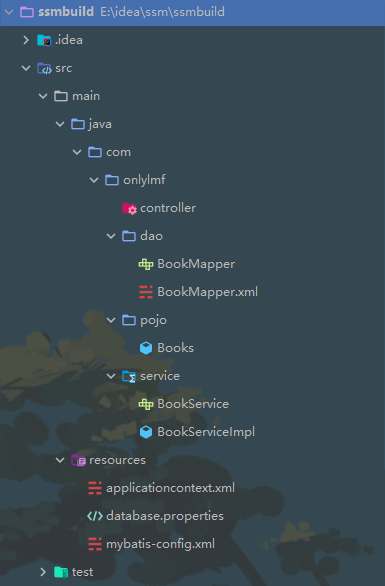 ssmbuild E:\idea\ssm\ssmbuild
.idea
src
main
java
com
onlylmf
controller
dao
BookMapper
BookMapper.xml
pojo
Books
service
BookService
BookServiceImpl
resources
applicationcontext.xml
database.properties
mybatis-config.xml
test